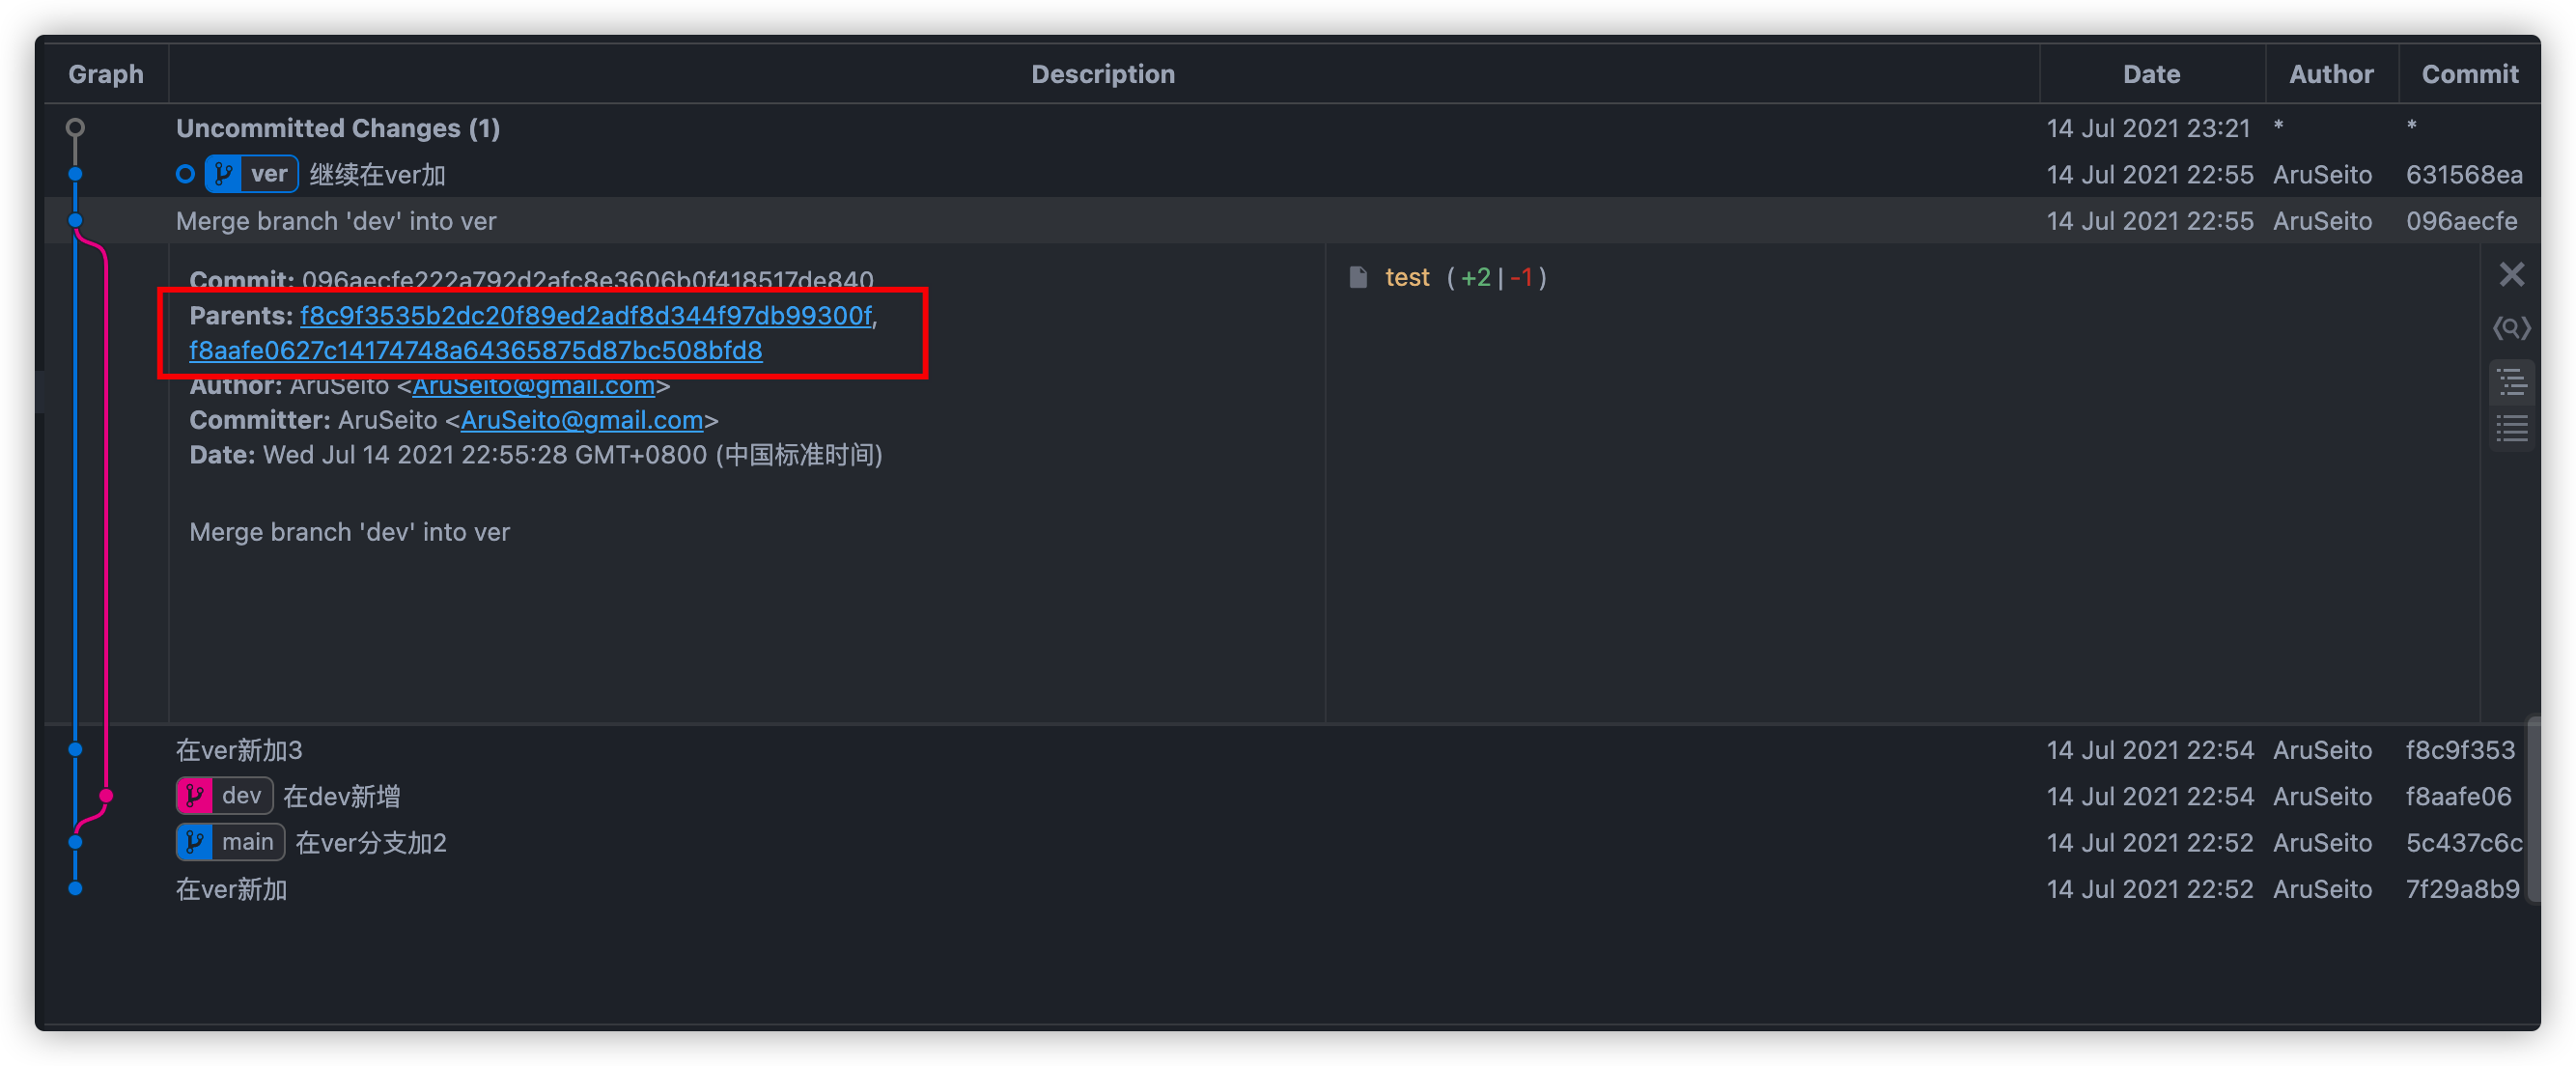 Graph Description Date Author Commit
Uncommitted Changes (1) 14 Jul 2021 23:21 * *
ver 继续在ver加 14 Jul 2021 22:55 AruSeito 631568ea
Merge branch 'dev' into ver 14 Jul 2021 22:55 AruSeito 096aecfe
Commit: 096aecfe222a792d2afc8e3606b0f418517de840
test (+2|-1)
Parents: f8c9f3535b2dc20f89ed2adf8d344f97db99300f,
f8aafe0627c14174748a64365875d87bc508bfd8
Author: AruSeito <AruSeito@gmail.com>
Committer: AruSeito <AruSeito@gmail.com>
Date: Wed Jul 14 2021 22:55:28 GMT+0800 (中国标准时间)
Merge branch 'dev' into ver
在ver新加3 14 Jul 2021 22:54 AruSeito f8c9f353
dev 在dev新增 14 Jul 2021 22:54 AruSeito f8aafe06
main 在ver分支加2 14 Jul 2021 22:52 AruSeito 5c437c6c
在ver新加 14 Jul 2021 22:52 AruSeito 7f29a8b9